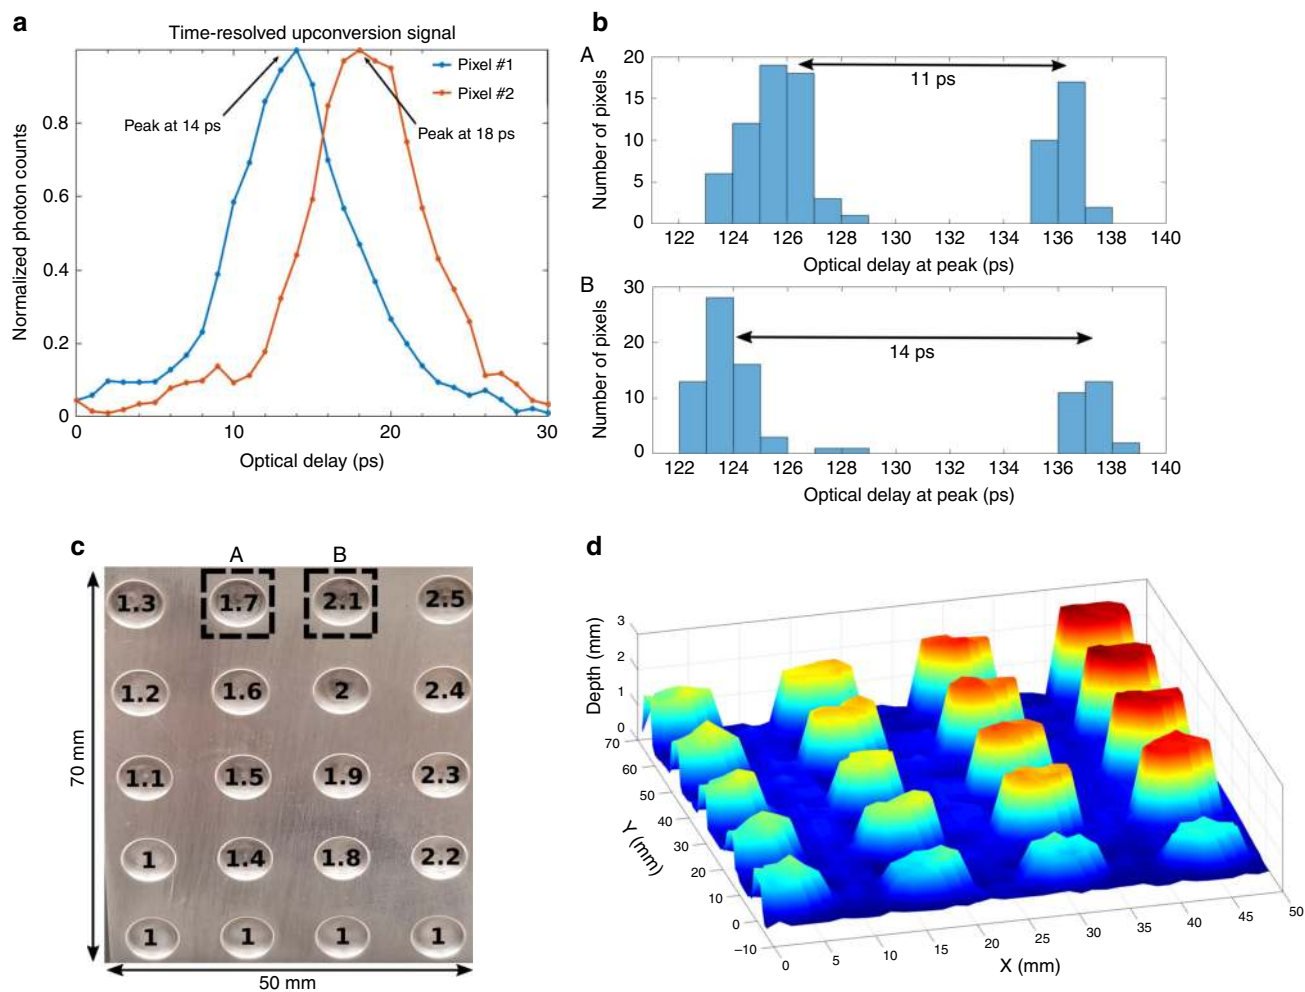 a
Time-resolved upconversion signal
Pixel #1
Pixel #2
Peak at 14 ps
Peak at 18 ps
Normalized photon counts
0.8
0.6
0.4
0.2
0
0 10 20 30
Optical delay (ps)
b
A
20
15
10
5
0
11 ps
Number of pixels
122 124 126 128 130 132 134 136 138 140
Optical delay at peak (ps)
B
30
20
10
0
14 ps
Number of pixels
122 124 126 128 130 132 134 136 138 140
Optical delay at peak (ps)
c
A B
1.3 1.7 2.1 2.5
1.2 1.6 2 2.4
1.1 1.5 1.9 2.3
1 1.4 1.8 2.2
1 1 1 1
70 mm
50 mm
d
Depth (mm)
3
2
1
0
70
60
50
40
30
20
10
0
−10
Y (mm)
0 5 10 15 20 25 30 35 40 45 50
X (mm)